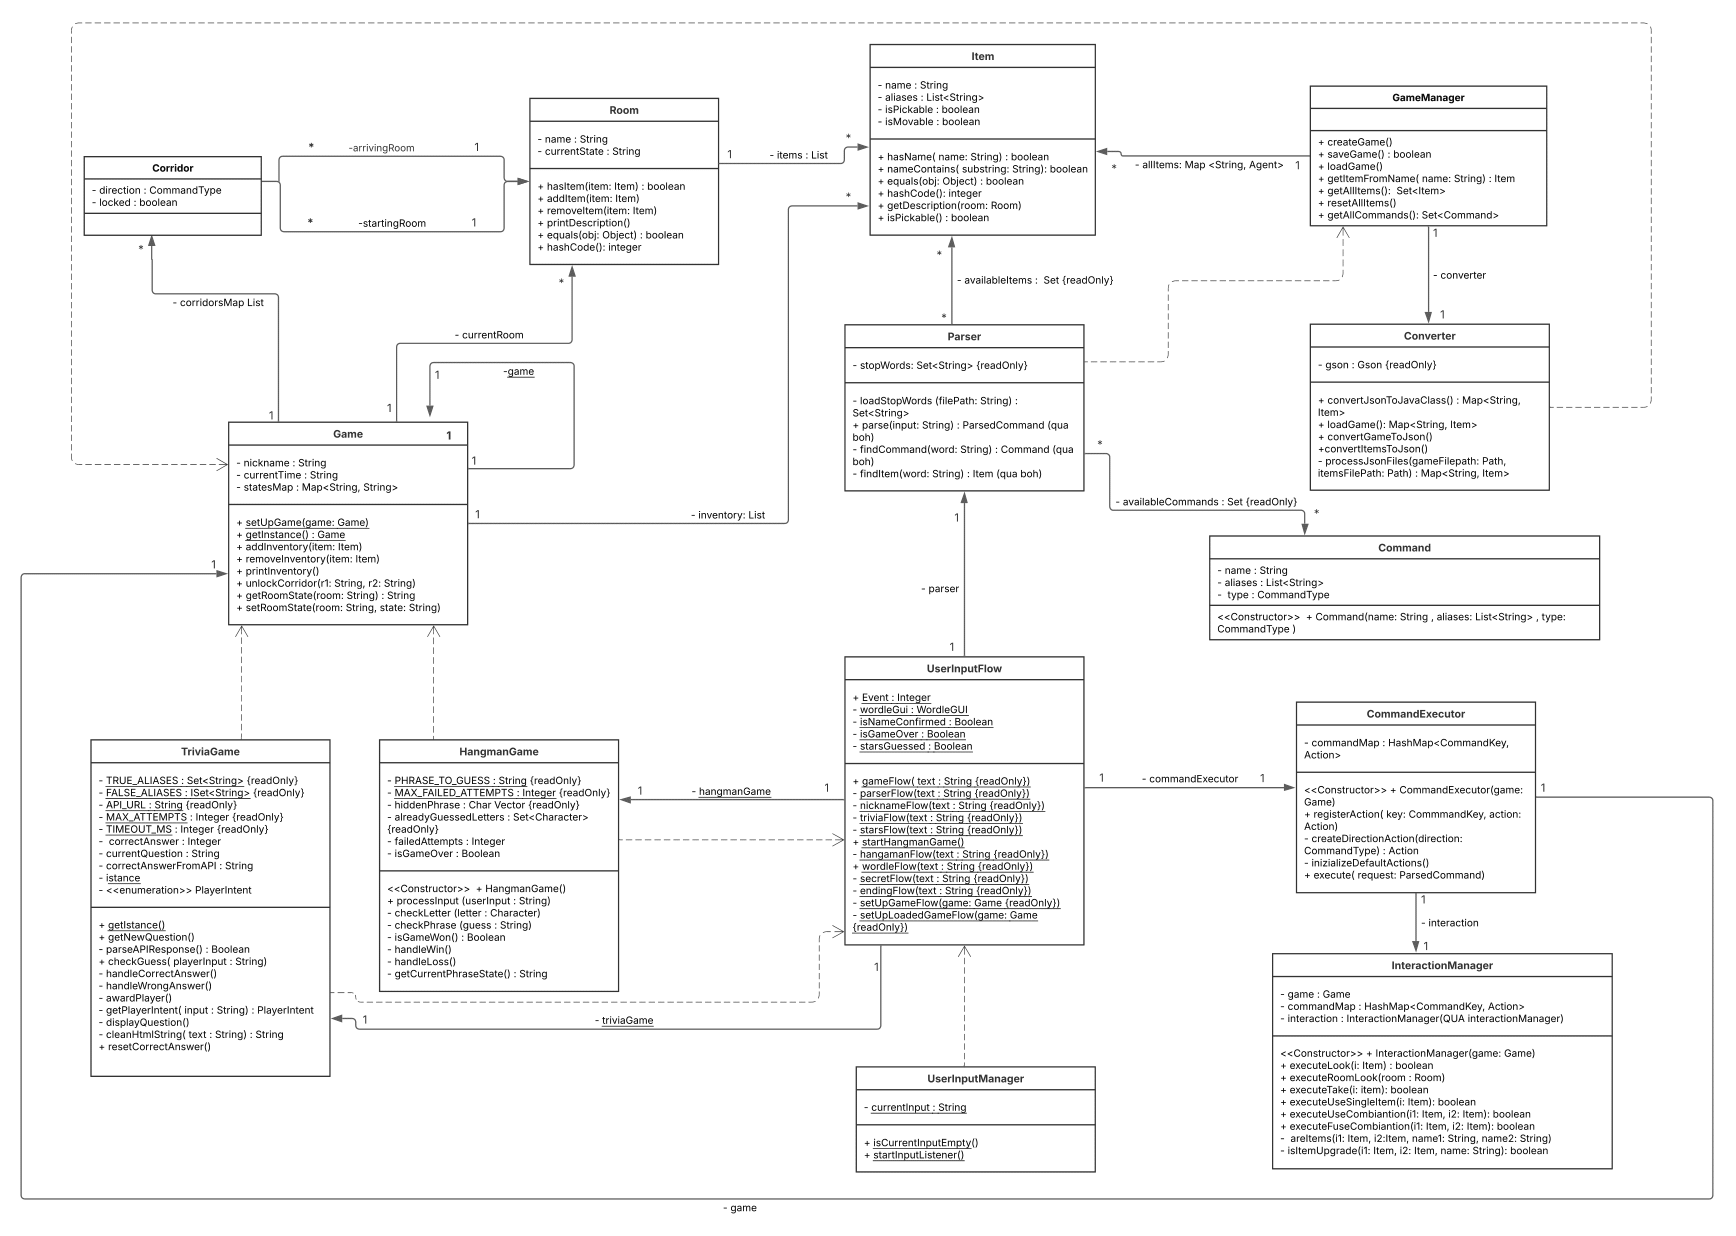 Item
- name : String
- aliases : List<String>
- isPickable : boolean
- isMovable : boolean
+ hasName( name: String) : boolean
+ nameContains( substring: String): boolean
+ equals(obj: Object) : boolean
+ hashCode(): integer
+ getDescription(room: Room)
+ isPickable() : boolean
GameManager
+ createGame()
+ saveGame() : boolean
+ loadGame()
+ getItemFromName( name: String) : Item
+ getAllItems():  Set<Item>
+ resetAllItems()
+ getAllCommands(): Set<Command>
Room
- name : String
- currentState : String
+ hasItem(item: Item) : boolean
+ addItem(item: Item)
+ removeItem(item: Item)
+ printDescription()
+ equals(obj: Object) : boolean
+ hashCode(): integer
Corridor
- direction : CommandType
- locked : boolean
* -arrivingRoom 1
* -startingRoom 1
1 - items : List *
*
* - allItems: Map <String, Agent> 1
*
- corridorsMap List
1
*
- currentRoom
1
1
-game
1
*
- availableItems :  Set {readOnly}
*
1
- converter
1
Parser
- stopWords: Set<String> {readOnly}
- loadStopWords (filePath: String) :
Set<String>
+ parse(input: String) : ParsedCommand (qua
boh)
- findCommand(word: String) : Command (qua
boh)
- findItem(word: String) : Item (qua boh)
Converter
- gson : Gson {readOnly}
+ convertJsonToJavaClass() : Map<String,
Item>
+ loadGame(): Map<String, Item>
+ convertGameToJson()
+convertItemsToJson()
- processJsonFiles(gameFilepath: Path,
itemsFilePath: Path) : Map<String, Item>
Game 1
- nickname : String
- currentTime : String
- statesMap : Map<String, String>
+ setUpGame(game: Game)
+ getInstance() : Game
+ addInventory(item: Item)
+ removeInventory(item: Item)
+ printInventory()
+ unlockCorridor(r1: String, r2: String)
+ getRoomState(room: String) : String
+ setRoomState(room: String, state: String)
1 - inventory: List
1
*
- availableCommands : Set {readOnly}
*
Command
- name : String
- aliases : List<String>
-  type : CommandType
<<Constructor>>  + Command(name: String , aliases: List<String> , type:
CommandType )
1
- parser
1
UserInputFlow
+ Event : Integer
- wordleGui : WordleGUI
- isNameConfirmed : Boolean
- isGameOver : Boolean
- starsGuessed : Boolean
+ gameFlow( text : String {readOnly})
- parserFlow(text : String {readOnly})
- nicknameFlow(text : String {readOnly})
- triviaFlow(text : String {readOnly})
- starsFlow(text : String {readOnly})
+ startHangmanGame()
- hangamanFlow(text : String {readOnly})
+ wordleFlow(text : String {readOnly})
- secretFlow(text : String {readOnly})
- endingFlow(text : String {readOnly})
- setUpGameFlow(game: Game {readOnly})
- setUpLoadedGameFlow(game: Game
{readOnly})
CommandExecutor
- commandMap : HashMap<CommandKey,
Action>
<<Constructor>> + CommandExecutor(game:
Game)
+ registerAction( key: CommmandKey, action:
Action)
- createDirectionAction(direction:
CommandType) : Action
- inizializeDefaultActions()
+ execute( request: ParsedCommand)
1 - commandExecutor 1
1
TriviaGame
- TRUE_ALIASES : Set<String> {readOnly}
- FALSE_ALIASES : lSet<String> {readOnly}
- API_URL : String {readOnly}
- MAX_ATTEMPTS : Integer {readOnly}
- TIMEOUT_MS : Integer {readOnly}
-  correctAnswer : Integer
- currentQuestion : String
- correctAnswerFromAPI : String
- istance
- <<enumeration>> PlayerIntent
+ getIstance()
+ getNewQuestion()
- parseAPIResponse() : Boolean
+ checkGuess( playerInput : String)
- handleCorrectAnswer()
- handleWrongAnswer()
- awardPlayer()
- getPlayerIntent( input : String) : PlayerIntent
- displayQuestion()
- cleanHtmlString( text : String) : String
+ resetCorrectAnswer()
HangmanGame
- PHRASE_TO_GUESS : String {readOnly}
- MAX_FAILED_ATTEMPTS : Integer {readOnly}
- hiddenPhrase : Char Vector {readOnly}
- alreadyGuessedLetters : Set<Character>
{readOnly}
- failedAttempts : Integer
- isGameOver : Boolean
<<Constructor>>  + HangmanGame()
+ processInput (userInput : String)
- checkLetter (letter : Character)
- checkPhrase (guess : String)
- isGameWon() : Boolean
- handleWin()
- handleLoss()
- getCurrentPhraseState() : String
1 - hangmanGame 1
1
- interaction
1
1
1 - triviaGame
InteractionManager
- game : Game
- commandMap : HashMap<CommandKey, Action>
- interaction : InteractionManager(QUA interactionManager)
<<Constructor>> + InteractionManager(game: Game)
+ executeLook(i: Item) : boolean
+ executeRoomLook(room : Room)
+ executeTake(i: item): boolean
+ executeUseSingleItem(i: Item): boolean
+ executeUseCombiantion(i1: Item, i2: Item): boolean
+ executeFuseCombiantion(i1: Item, i2: Item): boolean
-  areItems(i1: Item, i2:Item, name1: String, name2: String)
- isItemUpgrade(i1: Item, i2: Item, name: String): boolean
UserInputManager
- currentInput : String
+ isCurrentInputEmpty()
+ startInputListener()
- game